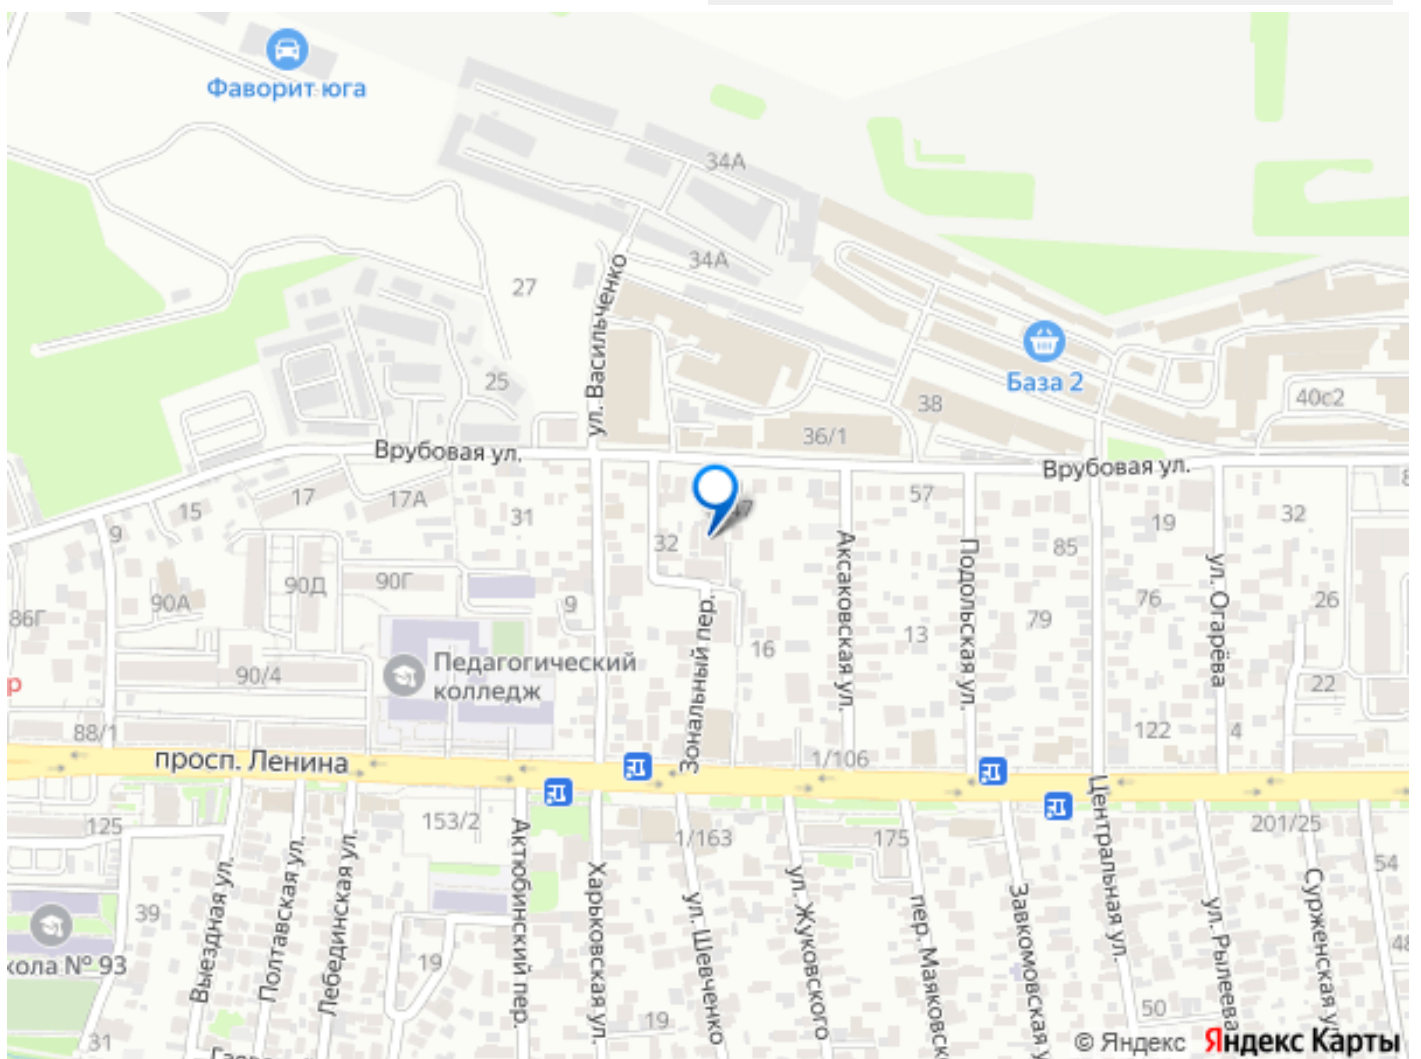 Фаворит юга
34А
34А
27
ул. Васильченко
25
База 2
38
40с2
36/1
Врубовая ул.
Врубовая ул.
17
17А
15
9
31
47
57
32
85
19
32
Аксаковская ул.
Подольская ул.
ул. Огарёва
90Д
90Г
90А
86Г
9
76
26
79
13
16
Зональный пер.
Педагогический
колледж
90/4
22
р
88/1
122
4
1/106
просп. Ленина
125
153/2
1/163
175
201/25
54
Центральная ул.
Актюбинский пер.
Харьковская ул.
ул. Шевченко
ул. Жуковского
пер. Маяковск
Завкомовская у
ул. Рылеева
Сурженская ул.
Выездная ул.
Полтавская ул.
Лебединская ул.
39
кола № 93
19
19
50
48
31
© Яндекс Яндекс Карты